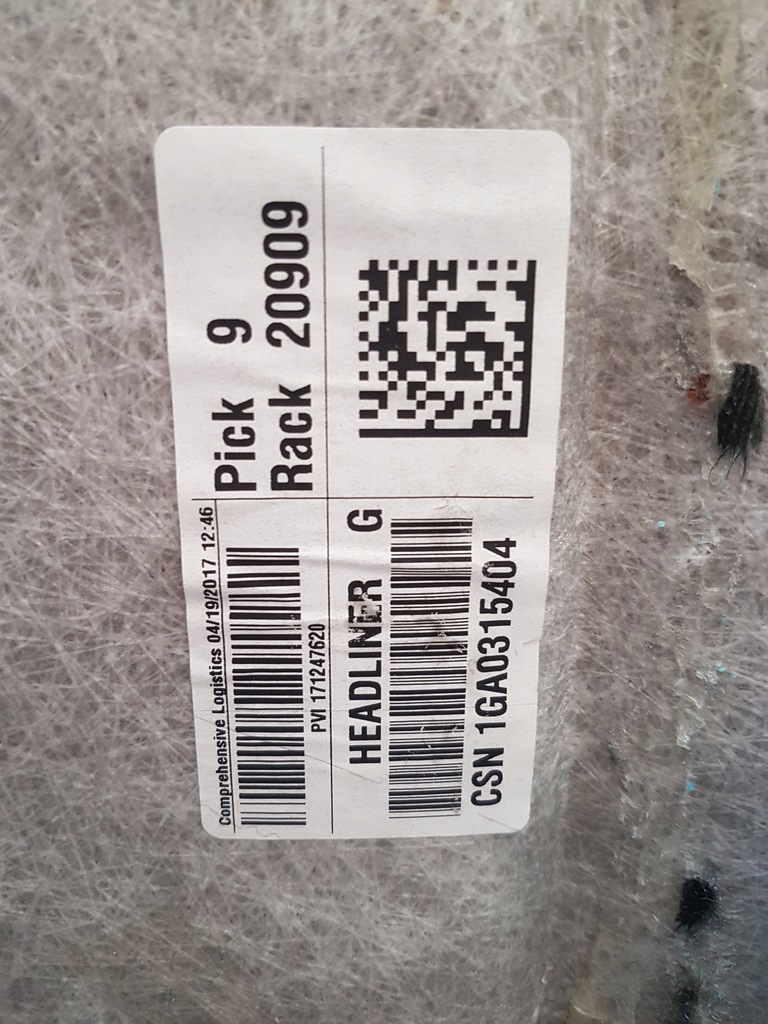 Comprehensive Logistics 04/19/2017 12:46
PVI 171247620
Pick 9
Rack 20909
HEADLINER G
CSN 1GA0315404